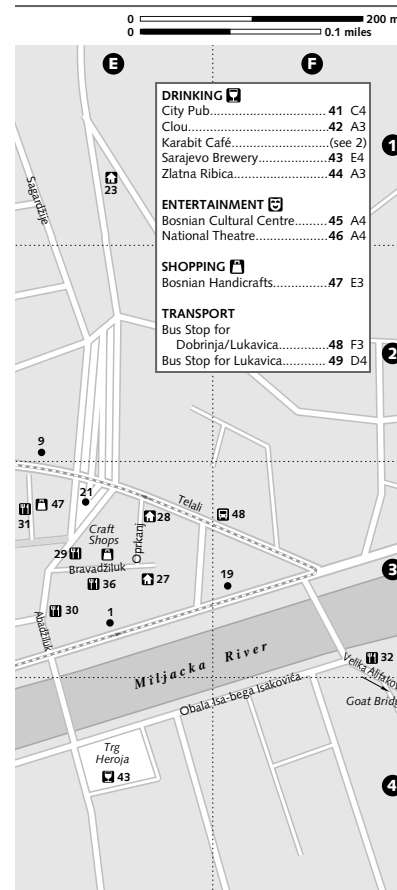 0 200 m
0 0.1 miles
E F
DRINKING
City Pub......................41 C4
Clou............................42 A3
Karabit Café..................(see 2)
Sarajevo Brewery...........43 E4
Zlatna Ribica.................44 A3
ENTERTAINMENT
Bosnian Cultural Centre........45 A4
National Theatre..............46 A4
SHOPPING
Bosnian Handicrafts.............47 E3
TRANSPORT
Bus Stop for
Dobrinja/Lukavica............48 F3
Bus Stop for Lukavica............49 D4
1
Sagardžije
23
2
9
47
31
21
28
Telali
48
Craft
Shops
Oprkanj
29
Bravadžiluk
36
27
19
3
30
Abadžiluk
1
Miljacka River
32
Velika Alifakov
Goat Bridg
Obala Isa-bega Isakovića
Trg
Heroja
43
4